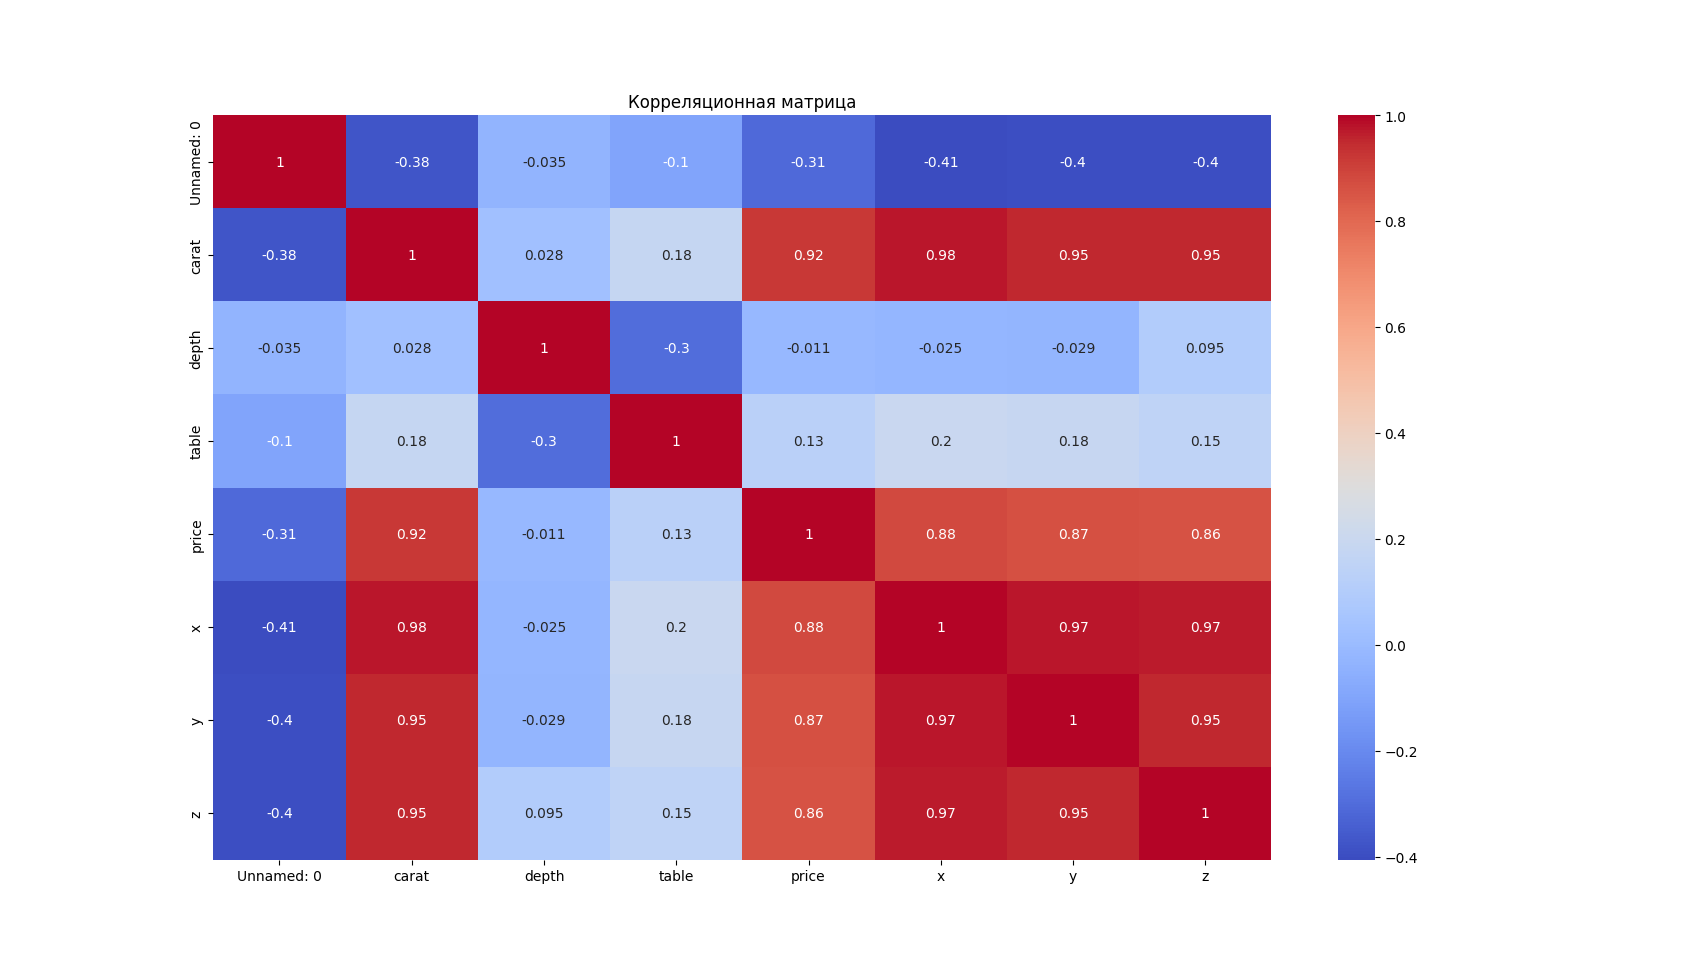 Корреляционная матрица
Unnamed: 0 1 -0.38 -0.035 -0.1 -0.31 -0.41 -0.4 -0.4
carat -0.38 1 0.028 0.18 0.92 0.98 0.95 0.95
depth -0.035 0.028 1 -0.3 -0.011 -0.025 -0.029 0.095
table -0.1 0.18 -0.3 1 0.13 0.2 0.18 0.15
price -0.31 0.92 -0.011 0.13 1 0.88 0.87 0.86
x -0.41 0.98 -0.025 0.2 0.88 1 0.97 0.97
y -0.4 0.95 -0.029 0.18 0.87 0.97 1 0.95
z -0.4 0.95 0.095 0.15 0.86 0.97 0.95 1
Unnamed: 0 carat depth table price x y z
1.0
0.8
0.6
0.4
0.2
0.0
−0.2
−0.4